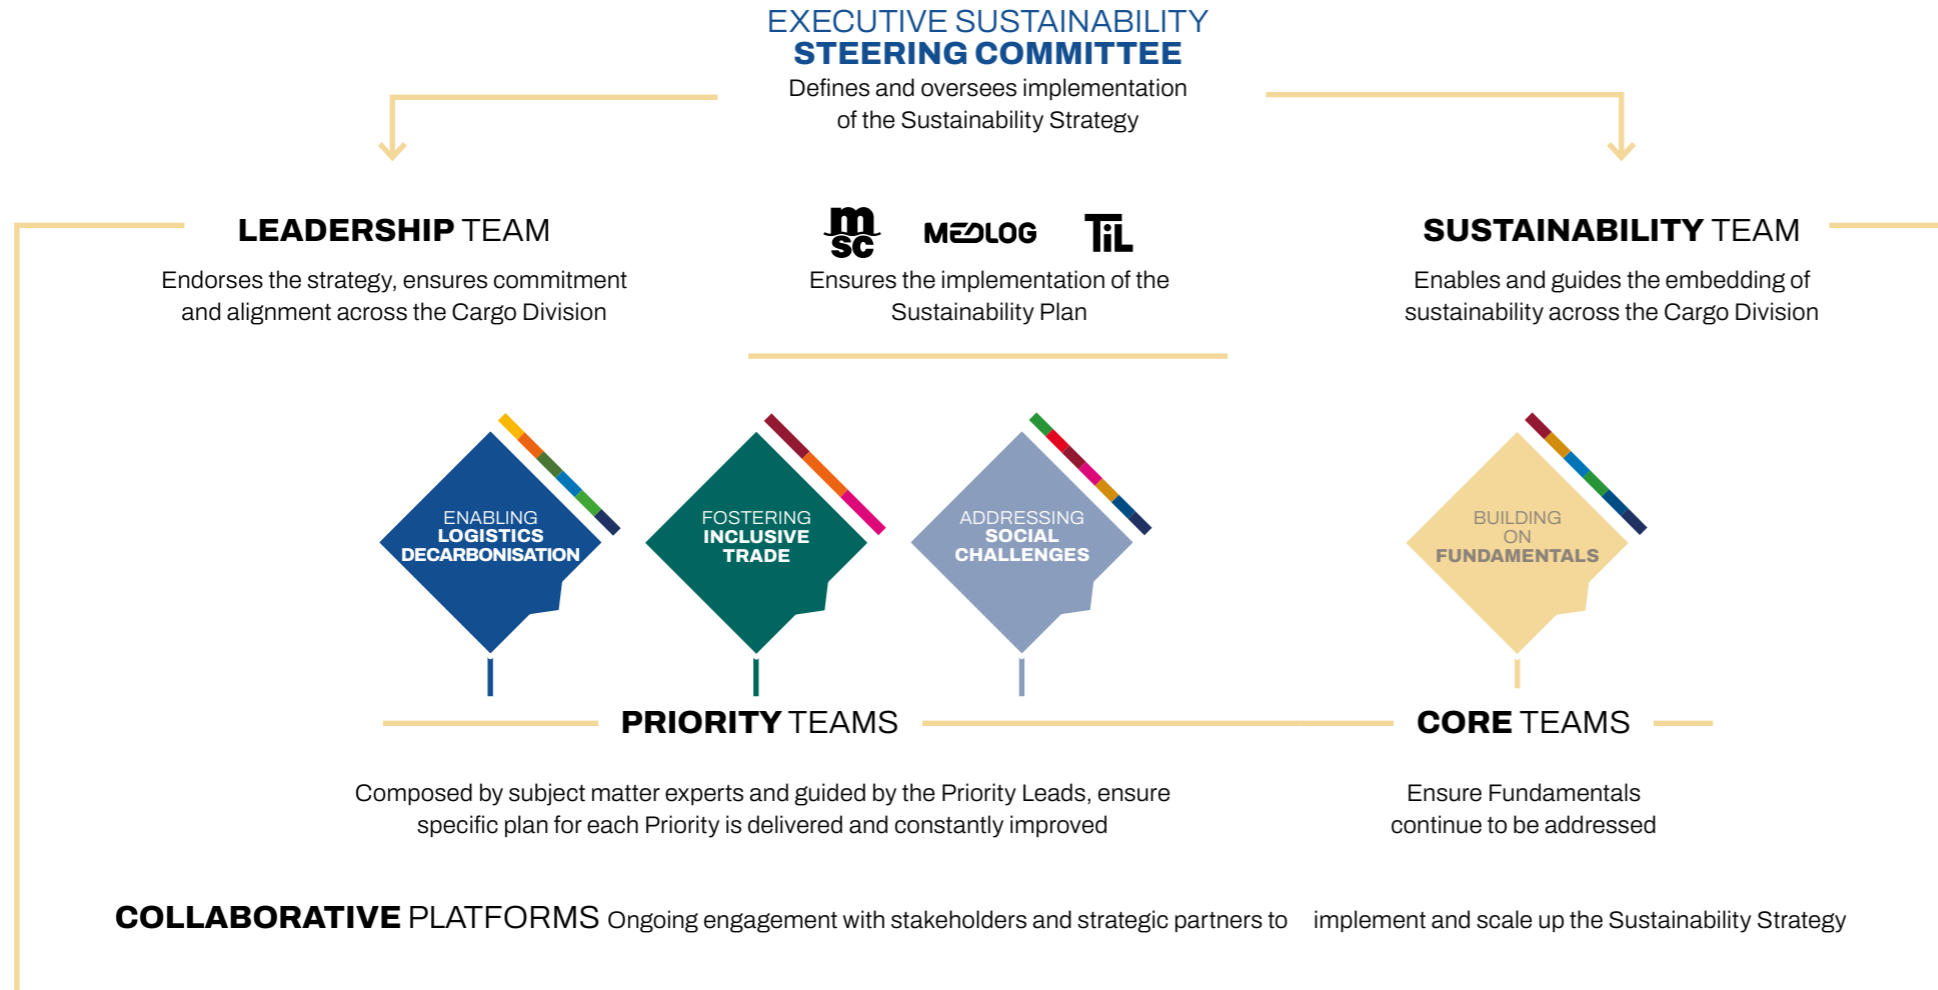 EXECUTIVE SUSTAINABILITY
STEERING COMMITTEE
Defines and oversees implementation
of the Sustainability Strategy
LEADERSHIP TEAM
Endorses the strategy, ensures commitment
and alignment across the Cargo Division
msc MEDLOG TiL
Ensures the implementation of the
Sustainability Plan
SUSTAINABILITY TEAM
Enables and guides the embedding of
sustainability across the Cargo Division
ENABLING
LOGISTICS
DECARBONISATION
FOSTERING
INCLUSIVE
TRADE
ADDRESSING
SOCIAL
CHALLENGES
BUILDING
ON
FUNDAMENTALS
PRIORITY TEAMS
Composed by subject matter experts and guided by the Priority Leads, ensure
specific plan for each Priority is delivered and constantly improved
CORE TEAMS
Ensure Fundamentals
continue to be addressed
COLLABORATIVE PLATFORMS Ongoing engagement with stakeholders and strategic partners to implement and scale up the Sustainability Strategy